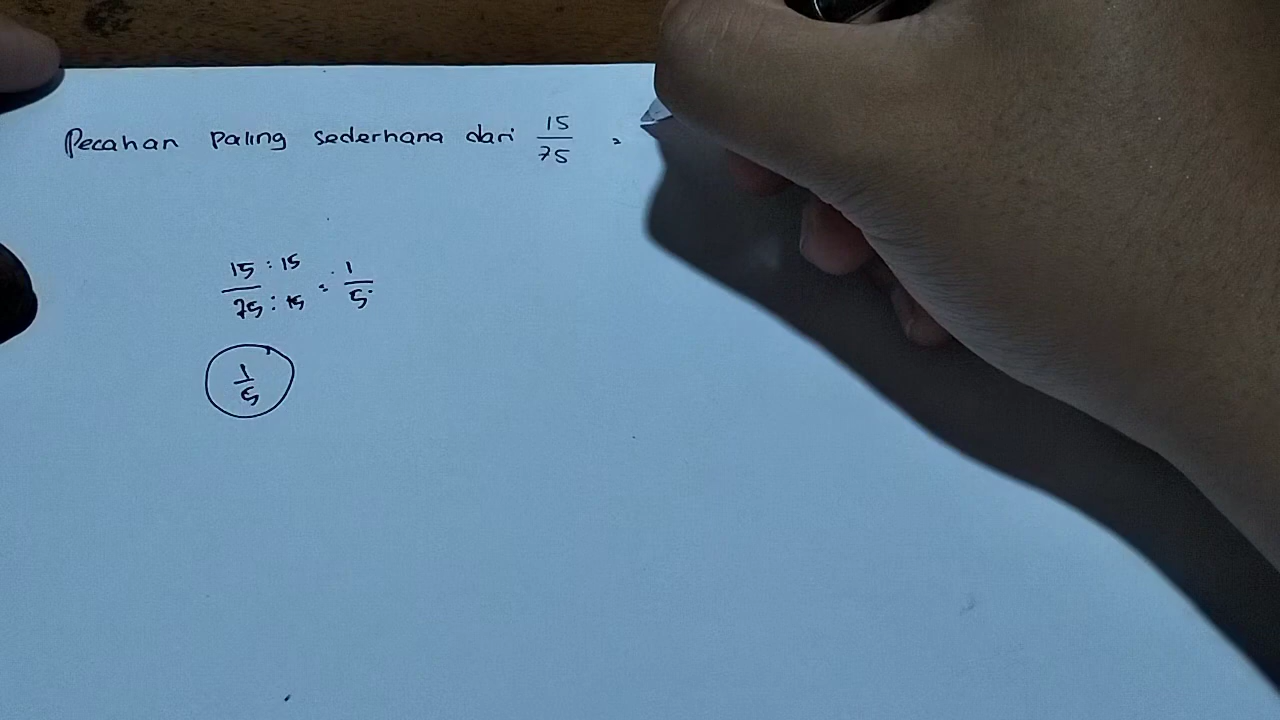 Pecahan paling sederhana dari 15/75 =
15 : 15 / 75 : 15 = 1/5
1/5